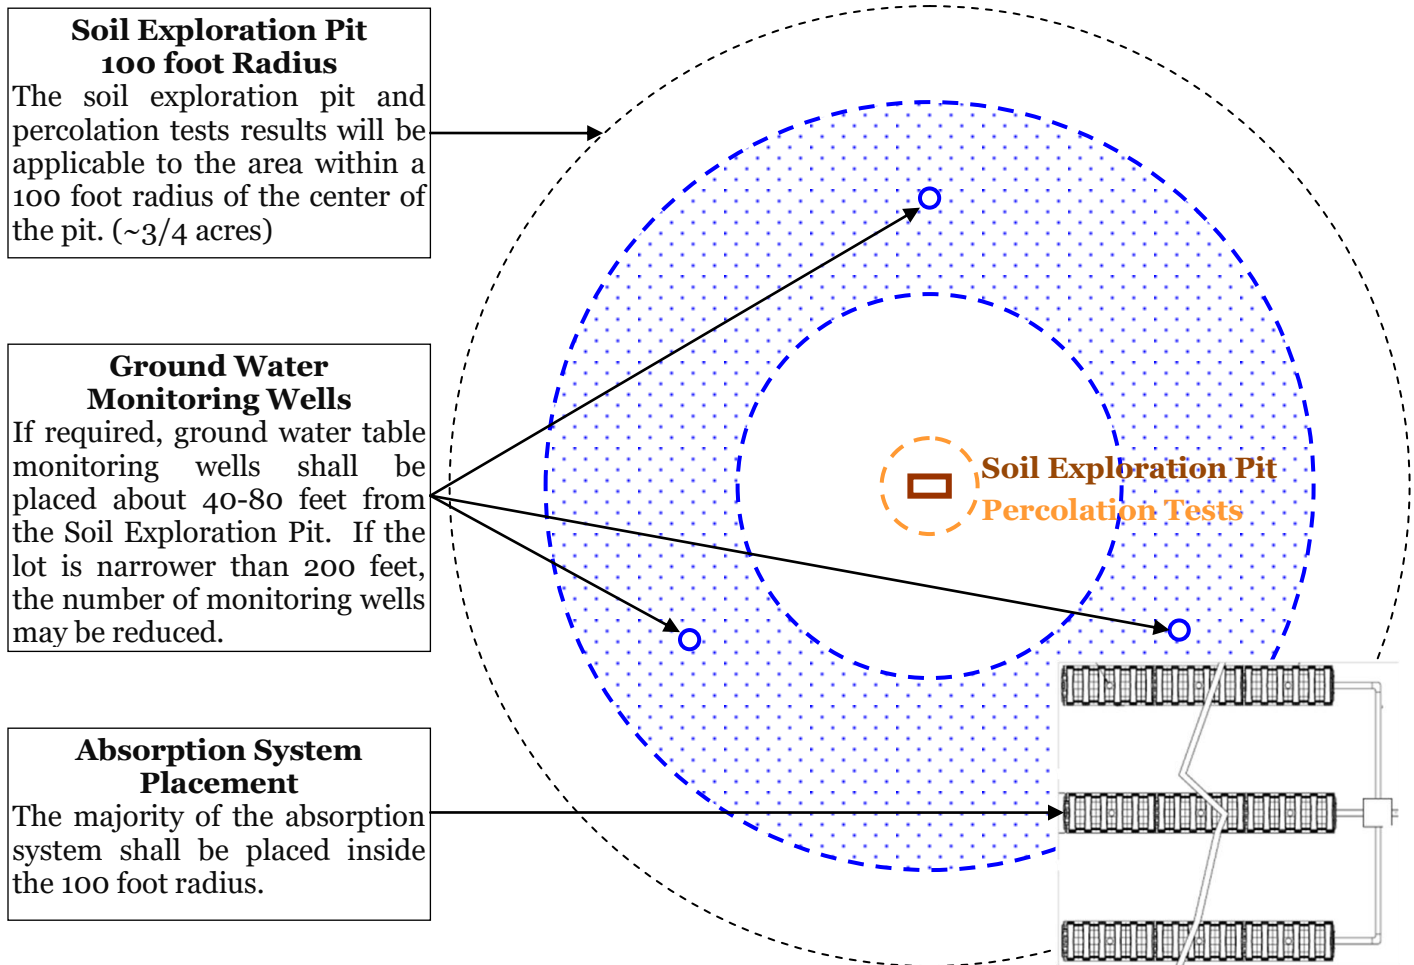 Soil Exploration Pit
100 foot Radius
The soil exploration pit and
percolation tests results will be
applicable to the area within a
100 foot radius of the center of
the pit. (~3/4 acres)
Ground Water
Monitoring Wells
If required, ground water table
monitoring wells shall be
placed about 40-80 feet from
the Soil Exploration Pit. If the
lot is narrower than 200 feet,
the number of monitoring wells
may be reduced.
Soil Exploration Pit
Percolation Tests
Absorption System
Placement
The majority of the absorption
system shall be placed inside
the 100 foot radius.